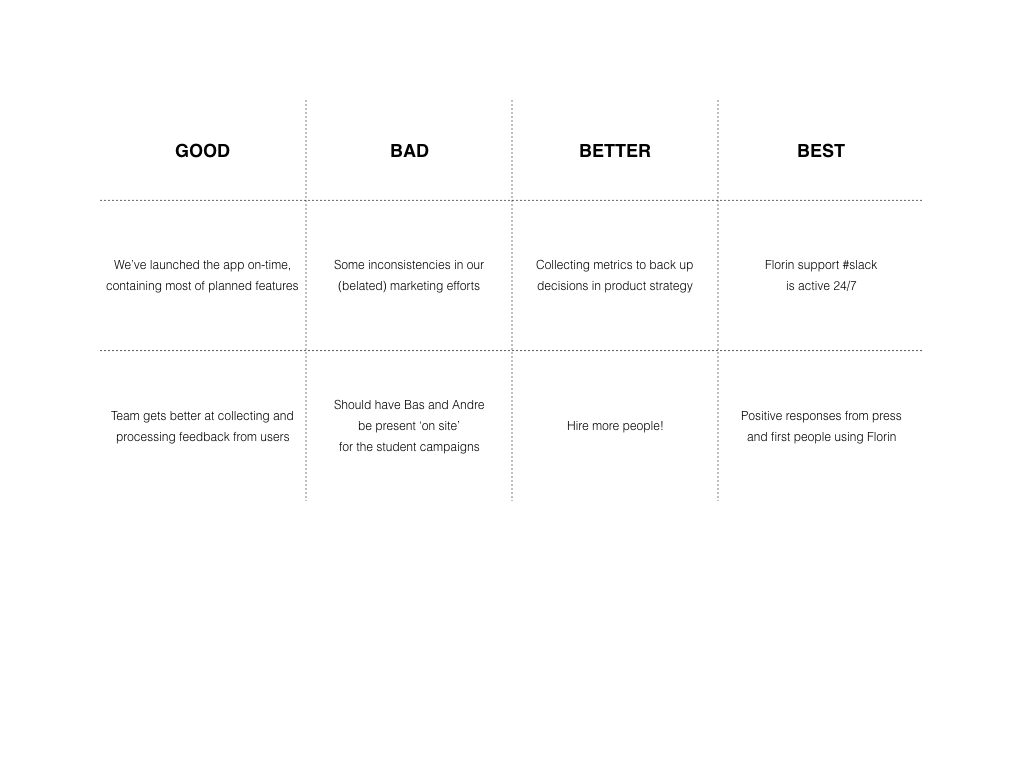 GOOD
BAD
BETTER
BEST
We've launched the app on-time,
containing most of planned features
Some inconsistencies in our
(belated) marketing efforts
Collecting metrics to back up
decisions in product strategy
Florin support #slack
is active 24/7
Team gets better at collecting and
processing feedback from users
Should have Bas and Andre
be present ‘on site’
for the student campaigns
Hire more people!
Positive responses from press
and first people using Florin